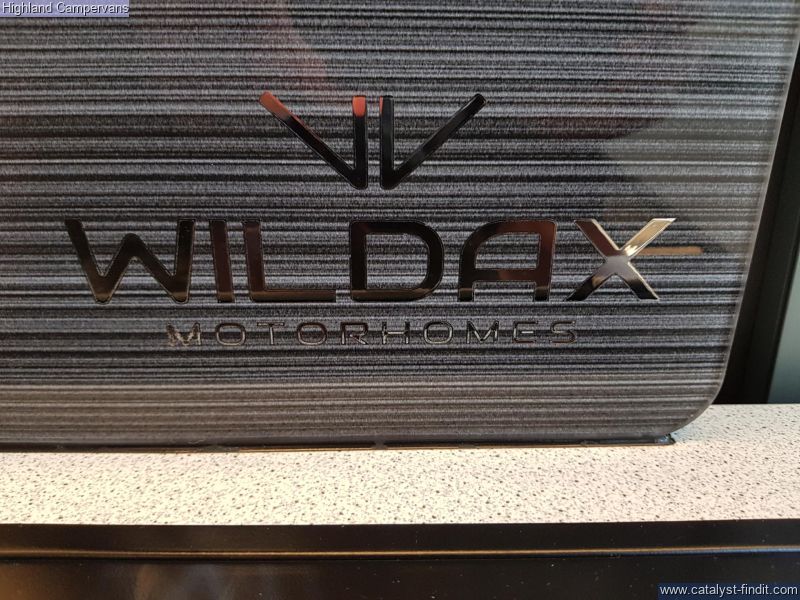 Highland Campervans
WILDAX
MOTORHOMES
www.catalyst-findit.com